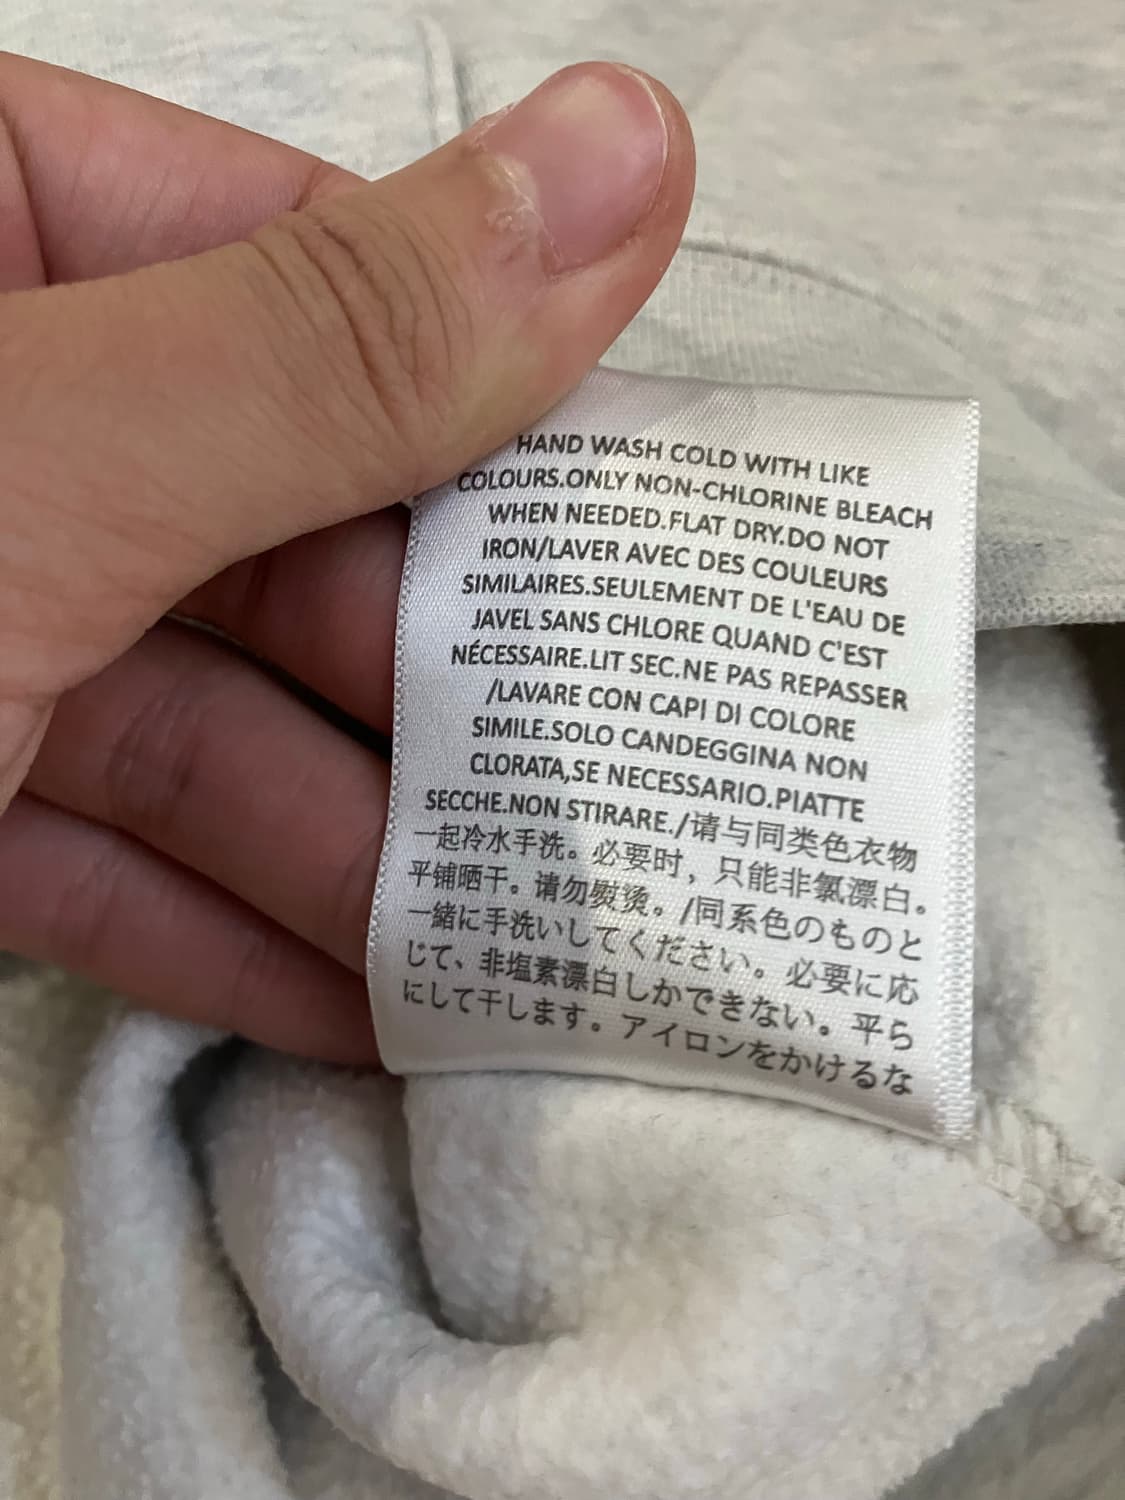 HAND WASH COLD WITH LIKE
COLOURS.ONLY NON-CHLORINE BLEACH
WHEN NEEDED.FLAT DRY.DO NOT
IRON/LAVER AVEC DES COULEURS
SIMILAIRES.SEULEMENT DE L'EAU DE
JAVEL SANS CHLORE QUAND C'EST
NÉCESSAIRE.LIT SEC.NE PAS REPASSER
/LAVARE CON CAPI DI COLORE
SIMILE.SOLO CANDEGGINA NON
CLORATA,SE NECESSARIO.PIATTE
SECCHE.NON STIRARE./请与同类色衣物
一起冷水手洗。必要时，只能非氯漂白。
平铺晒干。请勿熨烫。/同系色のものと
一緒に手洗いしてください。必要に応
じて、非塩素漂白しかできない。平ら
にして干します。アイロンをかけるな